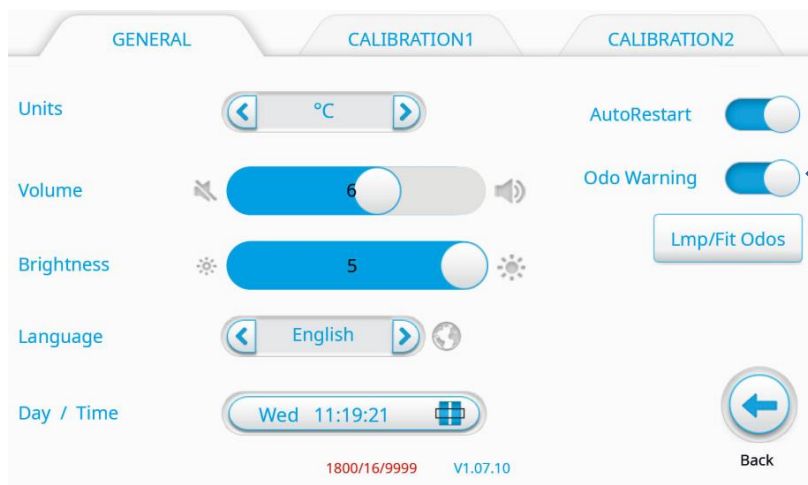 GENERAL CALIBRATION1 CALIBRATION2
Units °C AutoRestart
Volume 6 Odo Warning
Lmp/Fit Odos
Brightness 5
Language English
Day / Time Wed 11:19:21
1800/16/9999 V1.07.10 Back